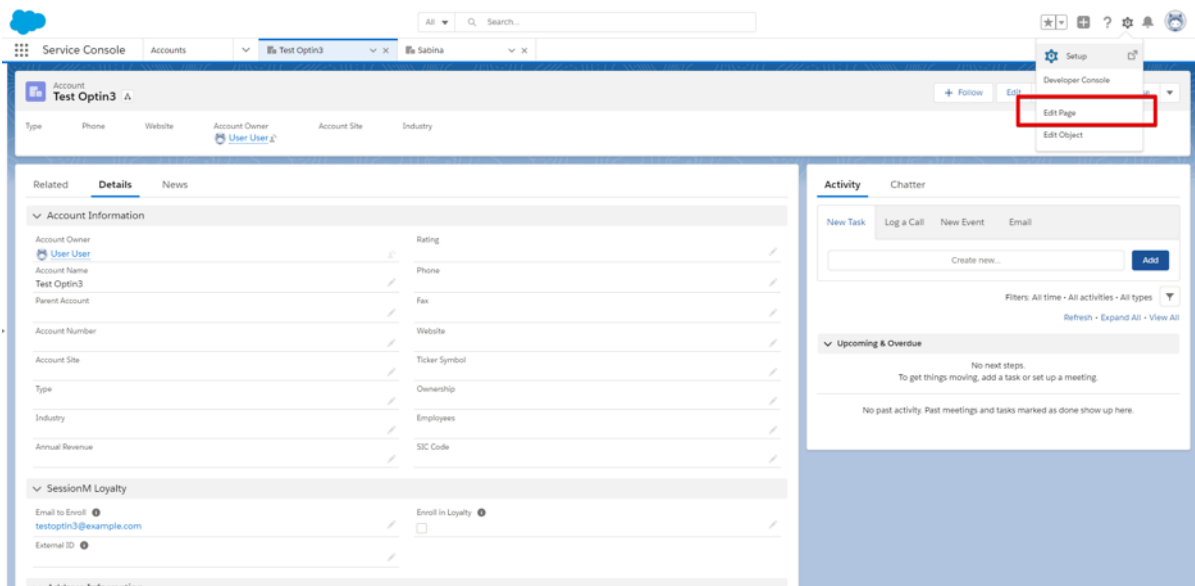 All
Search...
Service Console
Accounts
Test Optin3
Sabina
Setup
Developer Console
Edit Page
Edit Object
Account
Test Optin3
+ Follow
Edit
Type
Phone
Website
Account Owner
User User
Account Site
Industry
Related
Details
News
Account Information
Account Owner
User User
Rating
Account Name
Test Optin3
Phone
Parent Account
Fax
Account Number
Website
Account Site
Ticker Symbol
Type
Ownership
Industry
Employees
Annual Revenue
SIC Code
SessionM Loyalty
Email to Enroll
testoptin3@example.com
Enroll in Loyalty
External ID
Activity
Chatter
New Task
Log a Call
New Event
Email
Create new...
Add
Filters: All time • All activities • All types
Refresh • Expand All • View All
Upcoming & Overdue
No next steps.
To get things moving, add a task or set up a meeting.
No past activity. Past meetings and tasks marked as done show up here.